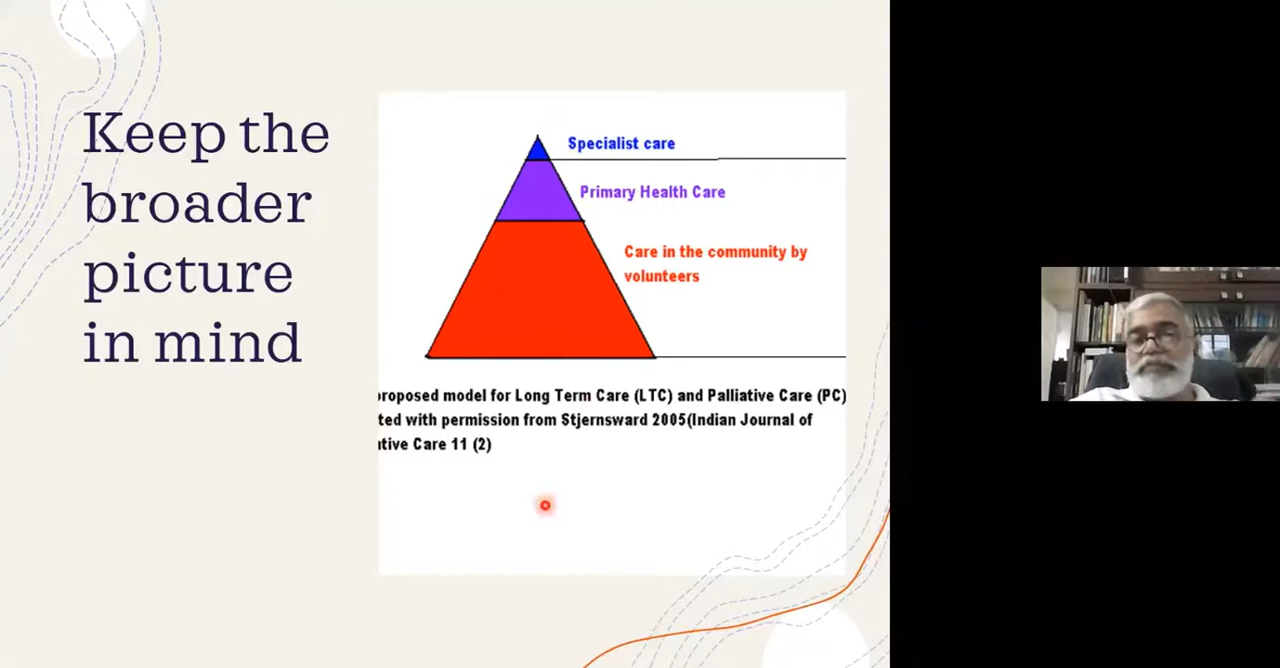 Keep the
broader
picture
in mind
Specialist care
Primary Health Care
Care in the community by
volunteers
proposed model for Long Term Care (LTC) and Palliative Care (PC)
ted with permission from Stjernsward 2005(Indian Journal of
tive Care 11 (2)